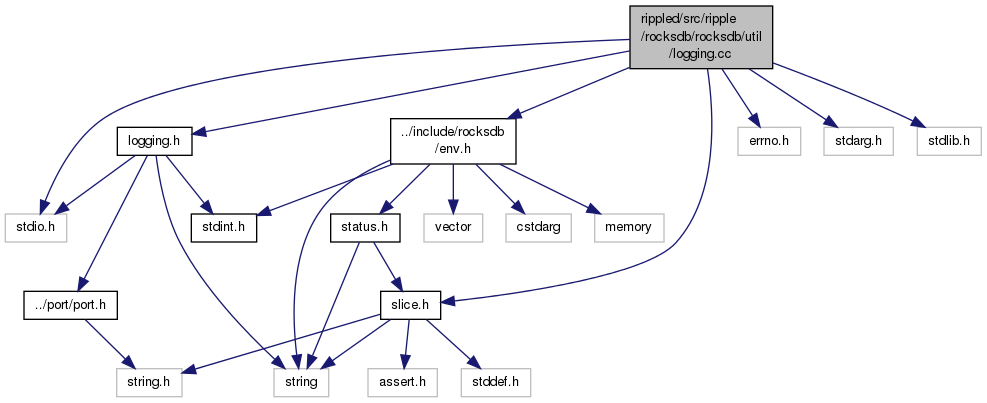 rippled/src/ripple
/rocksdb/rocksdb/util
/logging.cc
logging.h
../include/rocksdb
/env.h
errno.h
stdarg.h
stdlib.h
stdio.h
stdint.h
status.h
vector
cstdarg
memory
../port/port.h
slice.h
string.h
string
assert.h
stddef.h